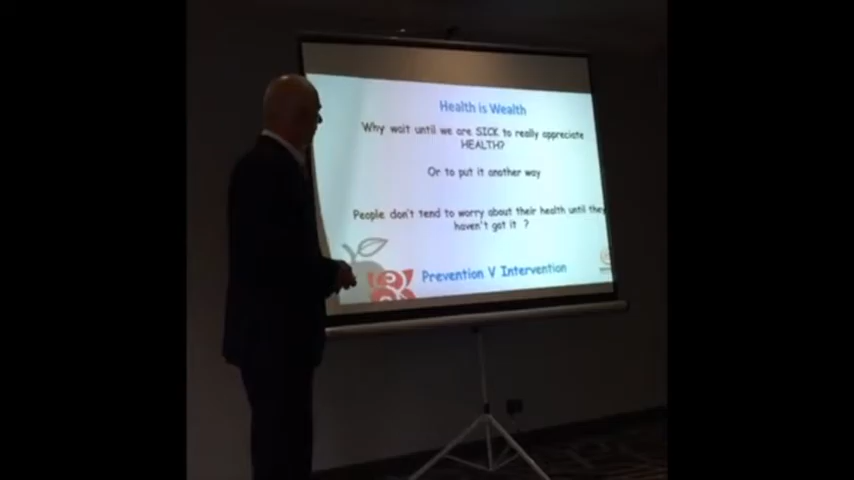 Health is Wealth
Why wait until we are SICK to really appreciate
HEALTH?
Or to put it another way
People don't tend to worry about their health until they
haven't got it ?
Prevention V Intervention